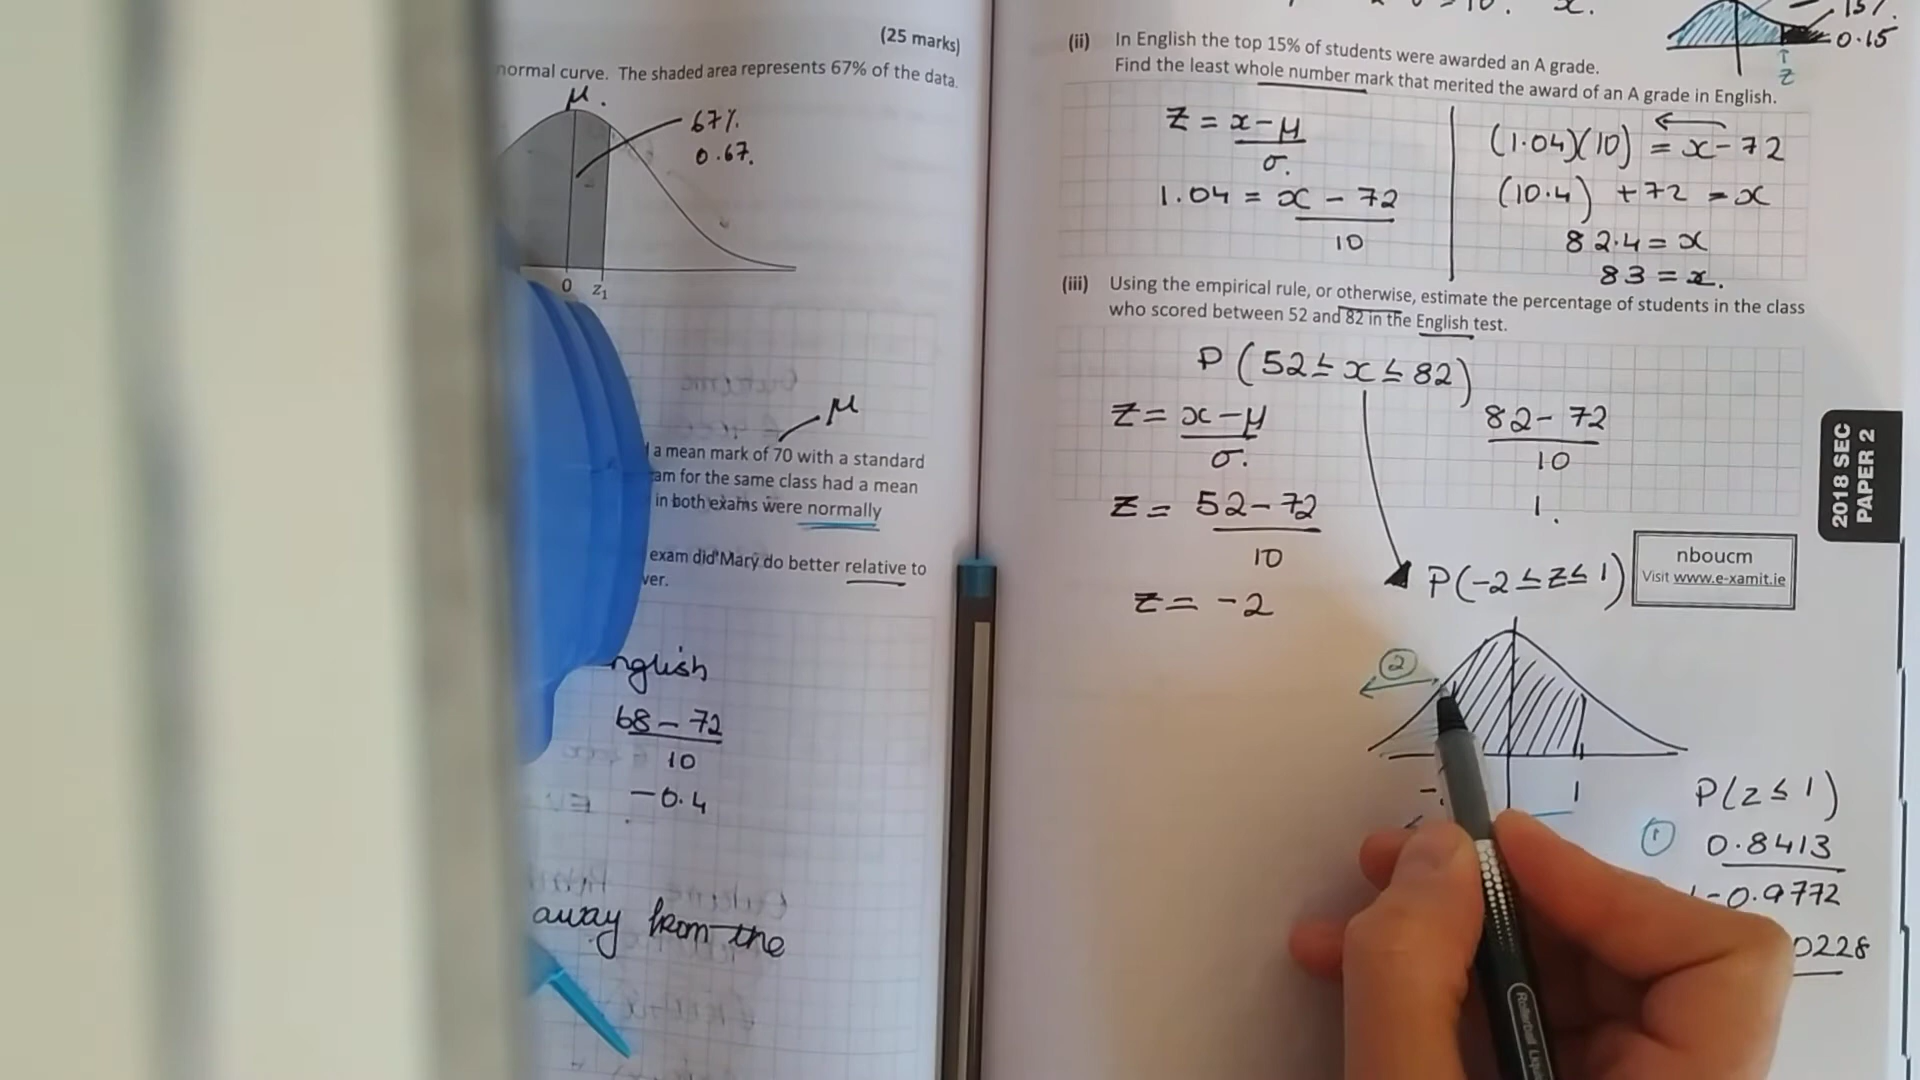 (25 marks)
normal curve. The shaded area represents 67% of the data.
μ.
67%
0.67.
0
z₁
μ
a mean mark of 70 with a standard
for the same class had a mean
in both exams were normally
exam did Mary do better relative to
68 − 72
10
−0.4
away from the
0.15
z
(ii) In English the top 15% of students were awarded an A grade.
Find the least whole number mark that merited the award of an A grade in English.
z = x − μ
σ.
1.04 = x − 72
10
(1.04)(10) = x − 72
(10.4) + 72 = x
82.4 = x
83 = x.
(iii) Using the empirical rule, or otherwise, estimate the percentage of students in the class
who scored between 52 and 82 in the English test.
P(52 ≤ x ≤ 82)
z = x − μ
σ.
z = 52 − 72
10
z = −2
82 − 72
10
1.
P(−2 ≤ z ≤ 1)
nboucm
Visit www.e-xamit.ie
2018 SEC
PAPER 2
②
1
P(z ≤ 1)
① 0.8413
−0.9772
0228
Rollerball